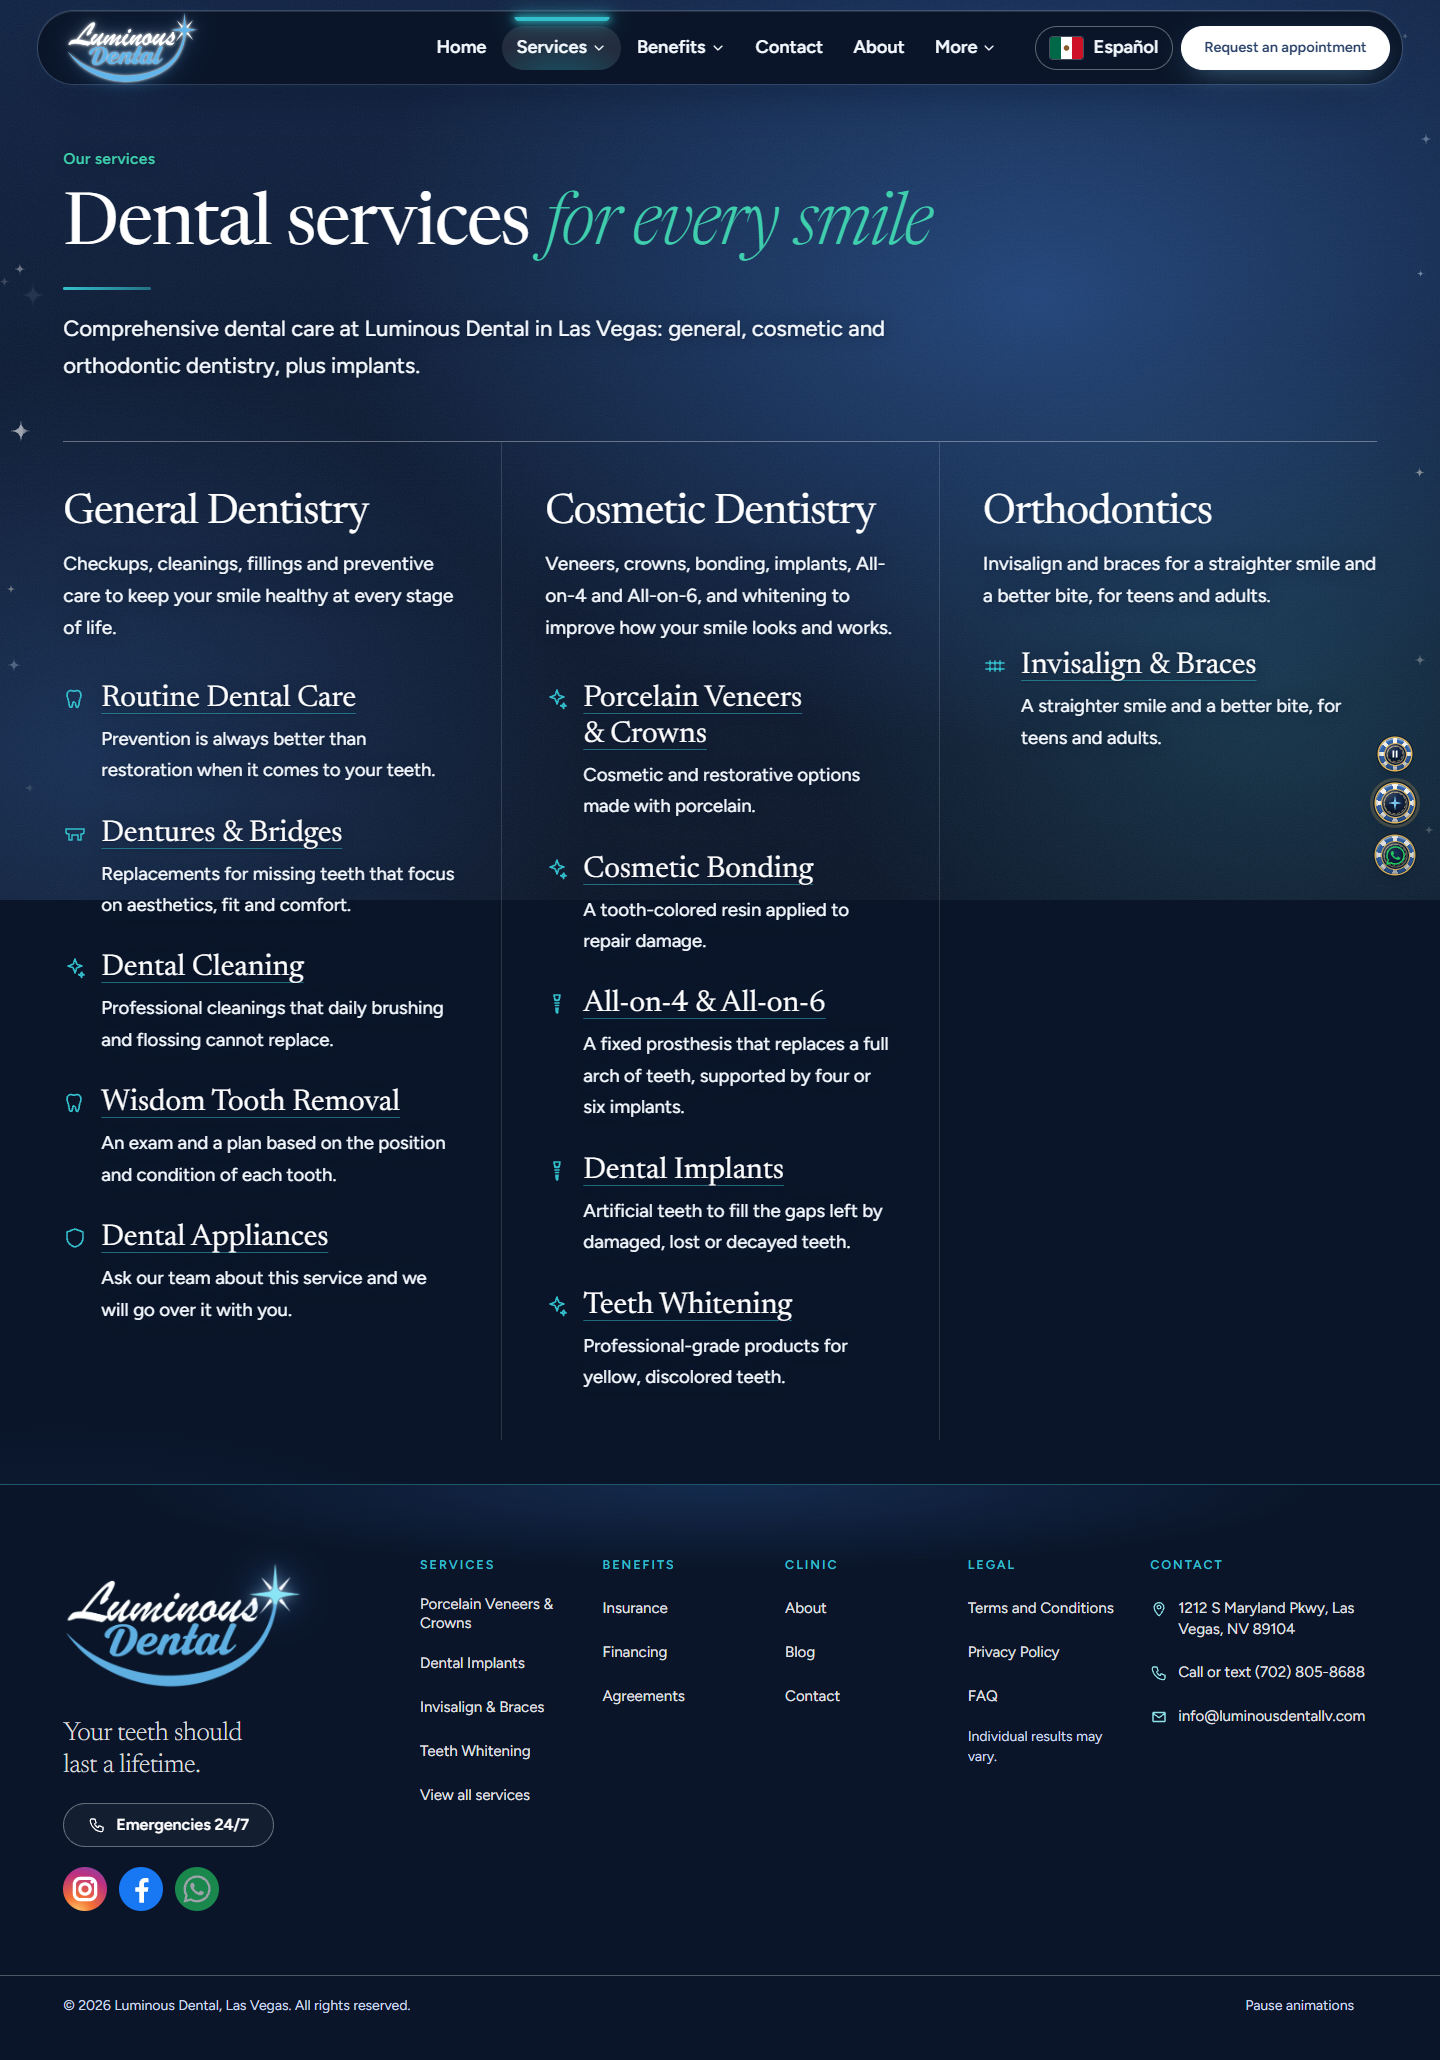 Luminous
Dental
Home
Services
Benefits
Contact
About
More
Español
Request an appointment
Our services
Dental services for every smile
Comprehensive dental care at Luminous Dental in Las Vegas: general, cosmetic and
orthodontic dentistry, plus implants.
General Dentistry
Checkups, cleanings, fillings and preventive
care to keep your smile healthy at every stage
of life.
Routine Dental Care
Prevention is always better than
restoration when it comes to your teeth.
Dentures & Bridges
Replacements for missing teeth that focus
on aesthetics, fit and comfort.
Dental Cleaning
Professional cleanings that daily brushing
and flossing cannot replace.
Wisdom Tooth Removal
An exam and a plan based on the position
and condition of each tooth.
Dental Appliances
Ask our team about this service and we
will go over it with you.
Cosmetic Dentistry
Veneers, crowns, bonding, implants, All-
on-4 and All-on-6, and whitening to
improve how your smile looks and works.
Porcelain Veneers
& Crowns
Cosmetic and restorative options
made with porcelain.
Cosmetic Bonding
A tooth-colored resin applied to
repair damage.
All-on-4 & All-on-6
A fixed prosthesis that replaces a full
arch of teeth, supported by four or
six implants.
Dental Implants
Artificial teeth to fill the gaps left by
damaged, lost or decayed teeth.
Teeth Whitening
Professional-grade products for
yellow, discolored teeth.
Orthodontics
Invisalign and braces for a straighter smile and
a better bite, for teens and adults.
Invisalign & Braces
A straighter smile and a better bite, for
teens and adults.
Luminous
Dental
Your teeth should
last a lifetime.
Emergencies 24/7
SERVICES
Porcelain Veneers &
Crowns
Dental Implants
Invisalign & Braces
Teeth Whitening
View all services
BENEFITS
Insurance
Financing
Agreements
CLINIC
About
Blog
Contact
LEGAL
Terms and Conditions
Privacy Policy
FAQ
Individual results may
vary.
CONTACT
1212 S Maryland Pkwy, Las
Vegas, NV 89104
Call or text (702) 805-8688
info@luminousdentallv.com
© 2026 Luminous Dental, Las Vegas. All rights reserved.
Pause animations